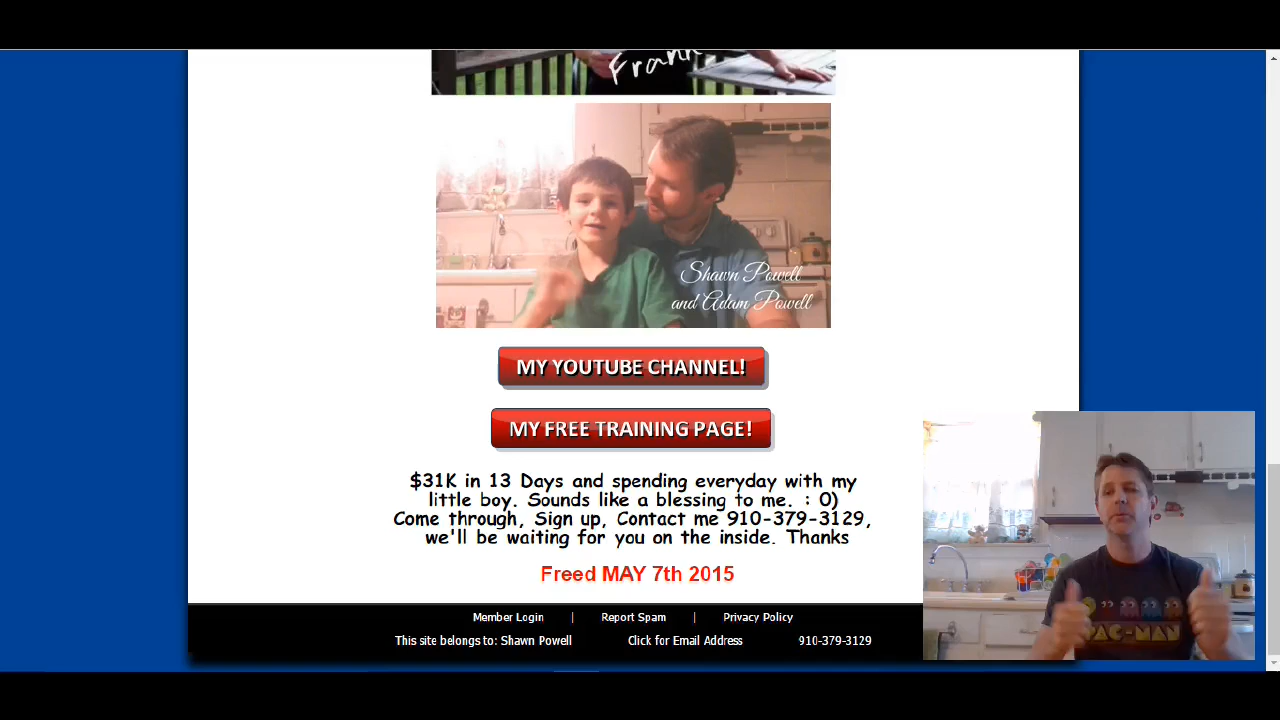 Frank
Shawn Powell
and Adam Powell
MY YOUTUBE CHANNEL!
MY FREE TRAINING PAGE!
$31K in 13 Days and spending everyday with my
little boy. Sounds like a blessing to me. : 0)
Come through, Sign up, Contact me 910-379-3129,
we'll be waiting for you on the inside. Thanks
Freed MAY 7th 2015
Member Login | Report Spam | Privacy Policy
This site belongs to: Shawn Powell Click for Email Address 910-379-3129
PAC-MAN